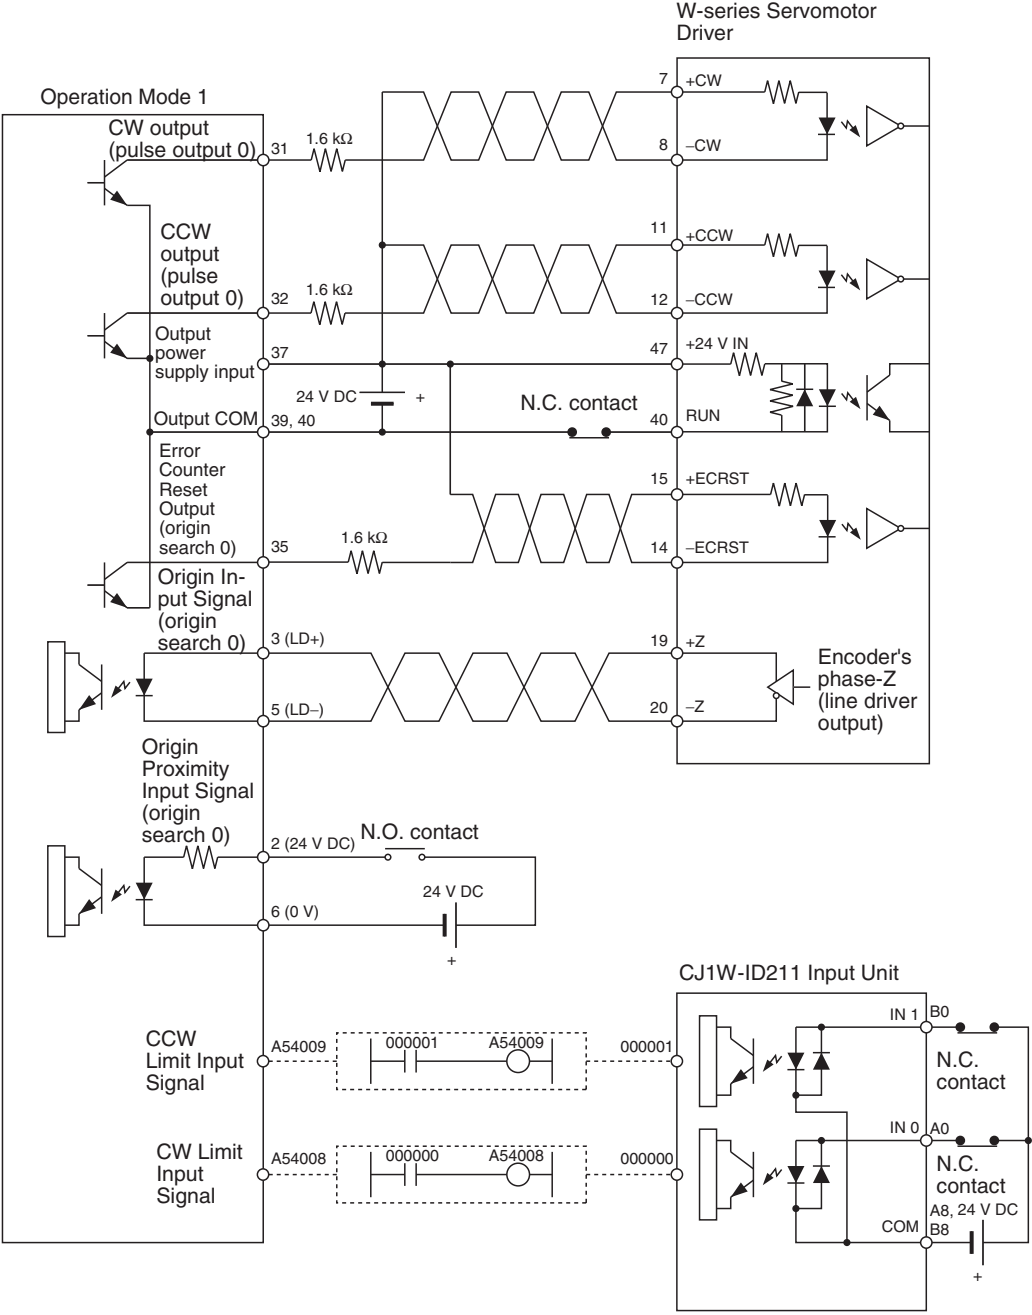 W-series Servomotor
Driver
Operation Mode 1
CW output
(pulse output 0)
31
1.6 kΩ
7
+CW
8
−CW
CCW
output
(pulse
output 0)
32
1.6 kΩ
11
+CCW
12
−CCW
Output
power
supply input
37
47
+24 V IN
24 V DC
+
N.C. contact
Output COM
39, 40
40
RUN
Error
Counter
Reset
Output
(origin
search 0)
35
1.6 kΩ
15
+ECRST
14
−ECRST
Origin In-
put Signal
(origin
search 0)
3 (LD+)
5 (LD−)
19
+Z
20
−Z
Encoder's
phase-Z
(line driver
output)
Origin
Proximity
Input Signal
(origin
search 0)
2 (24 V DC)
N.O. contact
24 V DC
6 (0 V)
+
CJ1W-ID211 Input Unit
CCW
Limit Input
Signal
A54009
000001
A54009
000001
IN 1
B0
N.C.
contact
CW Limit
Input
Signal
A54008
000000
A54008
000000
IN 0
A0
N.C.
contact
COM
A8, 24 V DC
B8
+